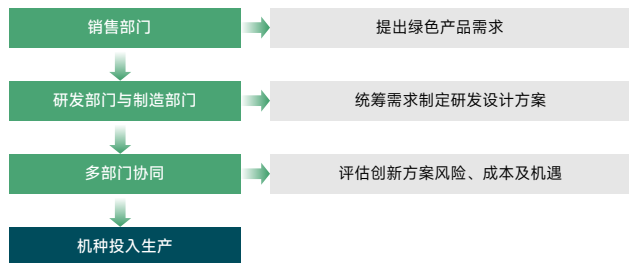 销售部门
提出绿色产品需求
研发部门与制造部门
统筹需求制定研发设计方案
多部门协同
评估创新方案风险、成本及机遇
机种投入生产